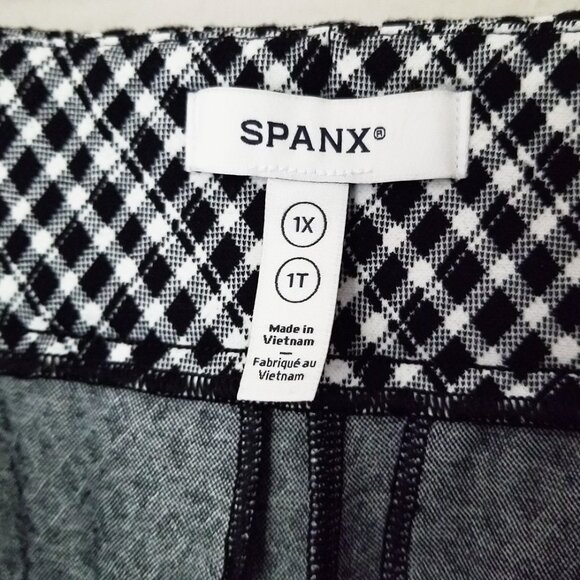 SPANX®
1X
1T
Made in
Vietnam
—
Fabriqué au
Vietnam